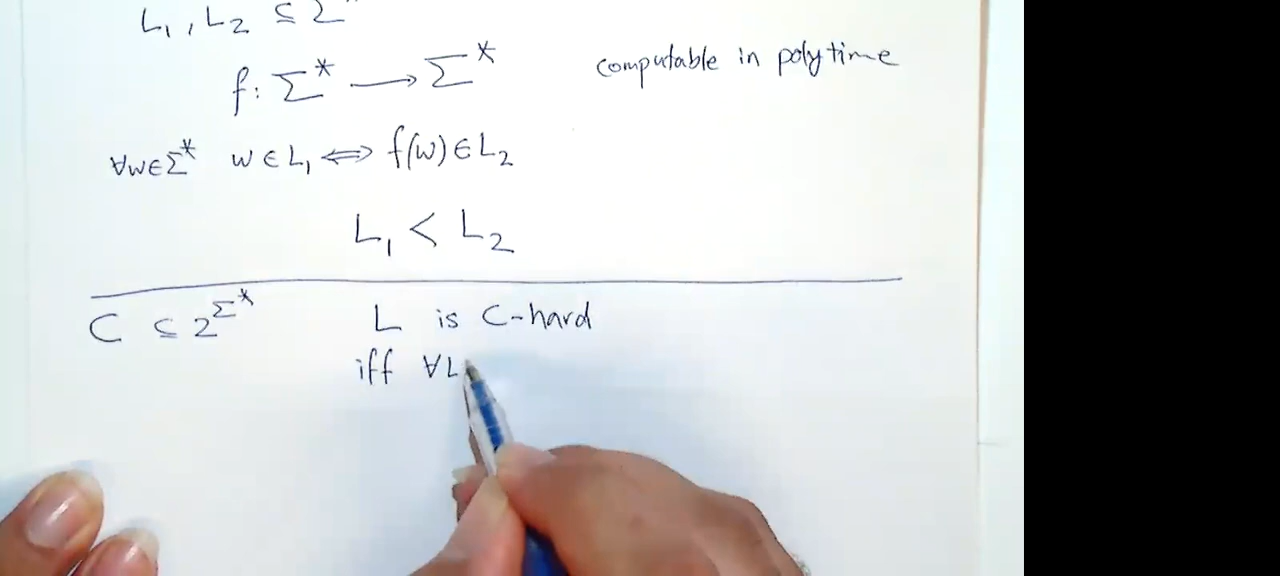 L₁, L₂ ⊆ Σ*
f: Σ* → Σ* computable in polytime
∀w∈Σ* w ∈ L₁ ⟺ f(w) ∈ L₂
L₁ < L₂
C ⊆ 2^Σ* L is C-hard
iff ∀L